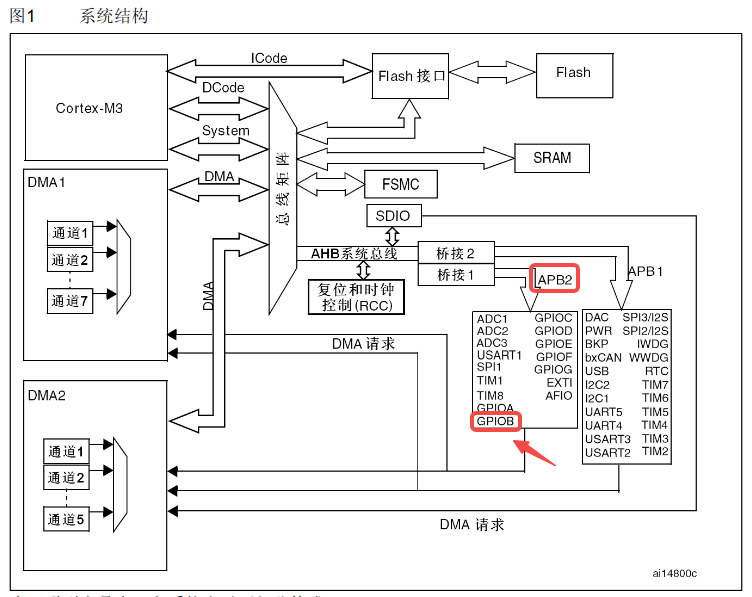 图1 系统结构
ICode
Cortex-M3
DCode
System
Flash 接口
Flash
SRAM
DMA
DMA1
总线矩阵
FSMC
SDIO
通道1
通道2
通道7
AHB系统总线
桥接 2
桥接 1
APB2
APB1
复位和时钟
控制(RCC)
DMA
DMA 请求
ADC1 GPIOC
ADC2 GPIOD
ADC3 GPIOE
USART1 GPIOF
SPI1 GPIOG
TIM1 EXTI
TIM8 AFIO
GPIOA
GPIOB
DAC SPI3/I2S
PWR SPI2/I2S
BKP IWDG
bxCAN WWDG
USB RTC
I2C2 TIM7
I2C1 TIM6
UART5 TIM5
UART4 TIM4
USART3 TIM3
USART2 TIM2
DMA2
通道1
通道2
通道5
DMA 请求
ai14800c